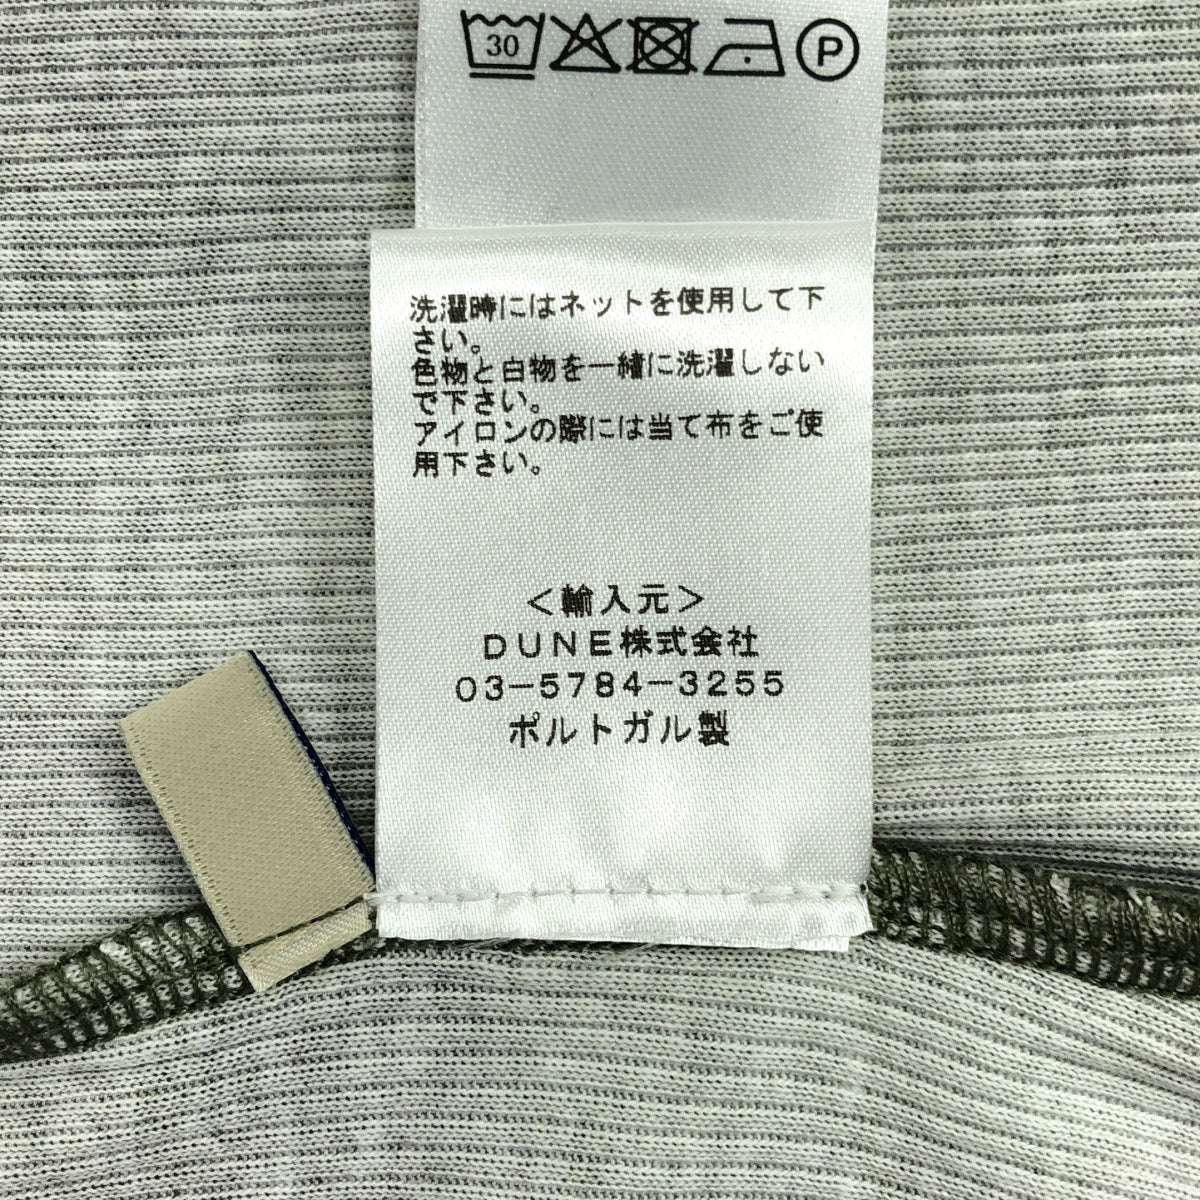 30
P
洗濯時にはネットを使用して下
さい。
色物と白物を一緒に洗濯しない
で下さい。
アイロンの際には当て布をご使
用下さい。
<輸入元>
DUNE株式会社
03-5784-3255
ポルトガル製